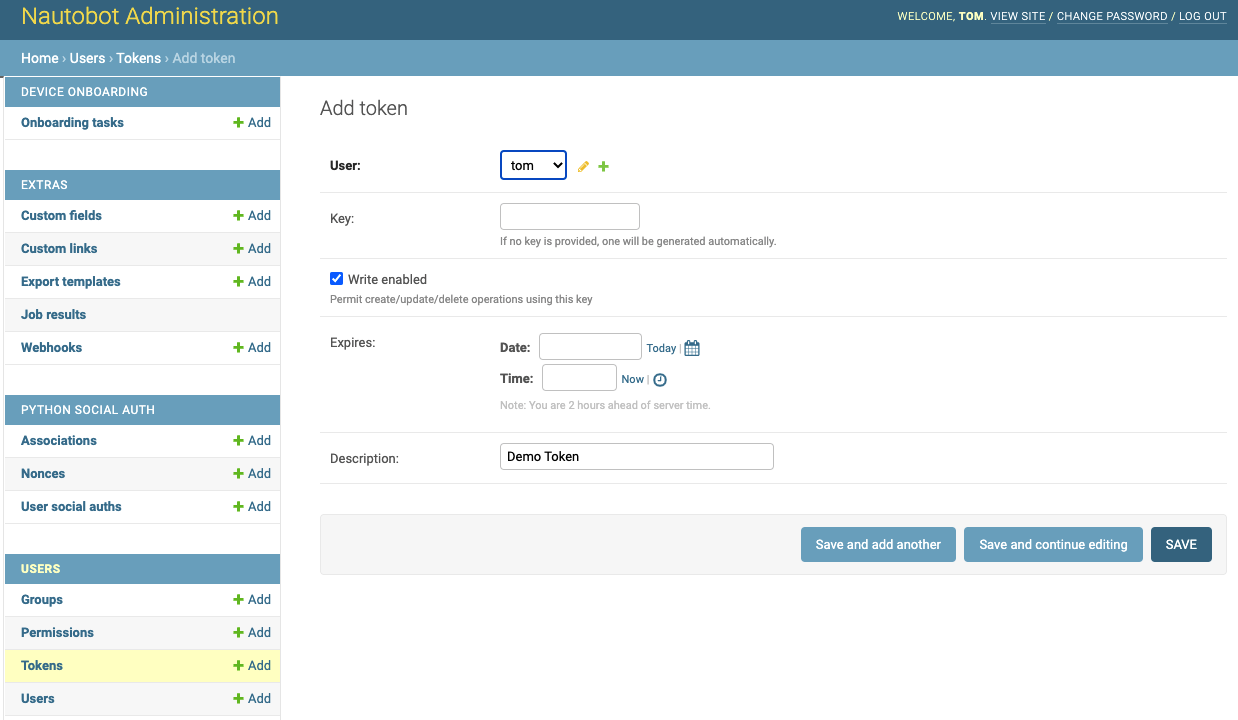 Nautobot Administration
WELCOME, TOM. VIEW SITE / CHANGE PASSWORD / LOG OUT
Home › Users › Tokens › Add token
DEVICE ONBOARDING
Onboarding tasks Add
EXTRAS
Custom fields Add
Custom links Add
Export templates Add
Job results
Webhooks Add
PYTHON SOCIAL AUTH
Associations Add
Nonces Add
User social auths Add
USERS
Groups Add
Permissions Add
Tokens Add
Users Add
Add token
User: tom
Key:
If no key is provided, one will be generated automatically.
Write enabled
Permit create/update/delete operations using this key
Expires:
Date: Today |
Time: Now |
Note: You are 2 hours ahead of server time.
Description: Demo Token
Save and add another Save and continue editing SAVE